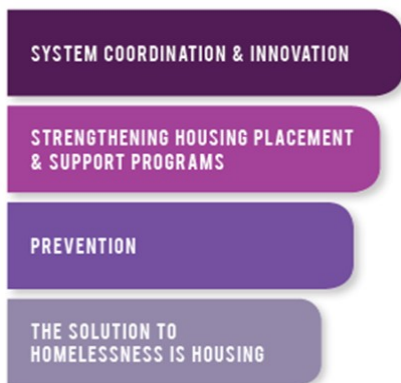 SYSTEM COORDINATION & INNOVATION
STRENGTHENING HOUSING PLACEMENT
& SUPPORT PROGRAMS
PREVENTION
THE SOLUTION TO
HOMELESSNESS IS HOUSING